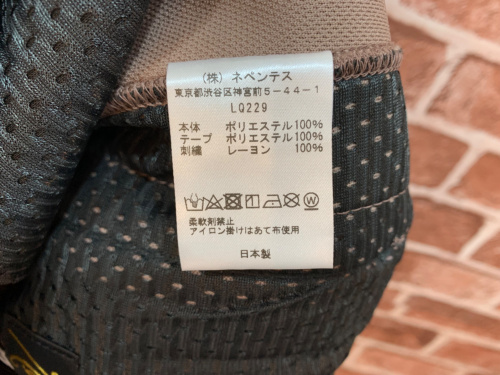 (株) ネペンテス
東京都渋谷区神宮前5-44-1
LQ229
本体 ポリエステル100%
テープ ポリエステル100%
刺繍 レーヨン 100%
柔軟剤禁止
アイロン掛けはあて布使用
日本製